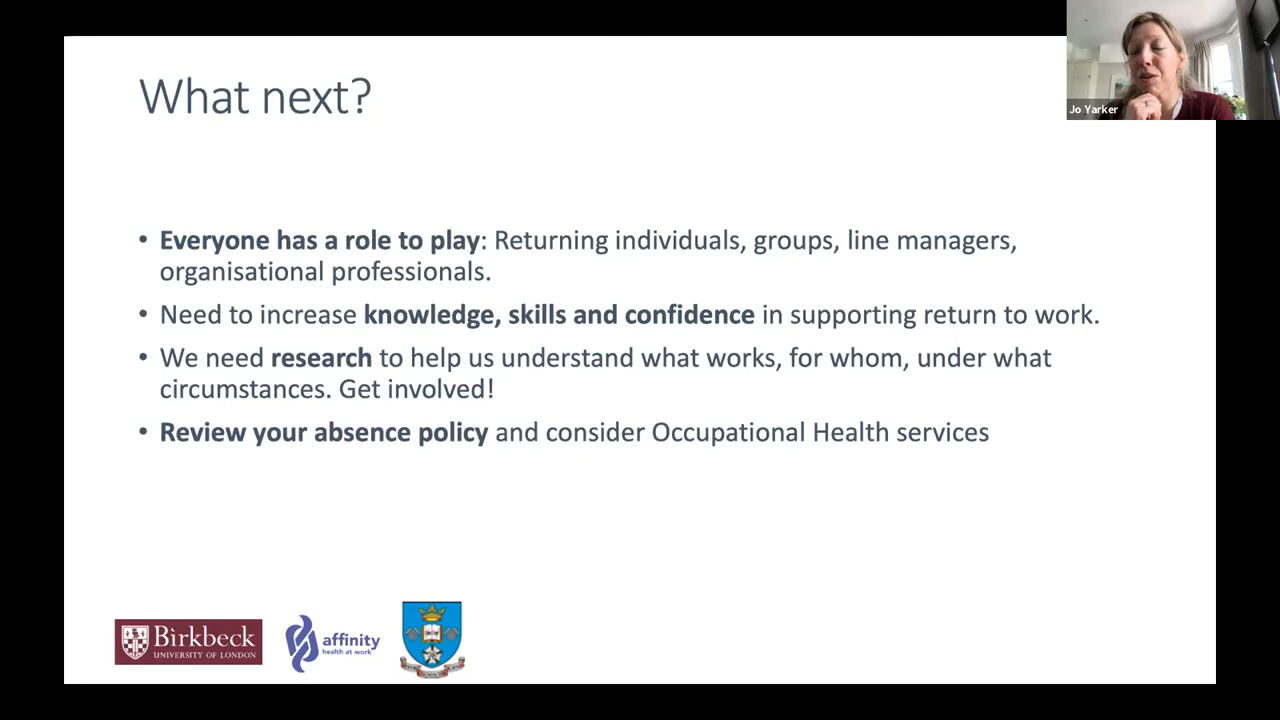 What next?
Jo Yarker
• Everyone has a role to play: Returning individuals, groups, line managers,
organisational professionals.
• Need to increase knowledge, skills and confidence in supporting return to work.
• We need research to help us understand what works, for whom, under what
circumstances. Get involved!
• Review your absence policy and consider Occupational Health services
Birkbeck
UNIVERSITY OF LONDON
affinity
health at work